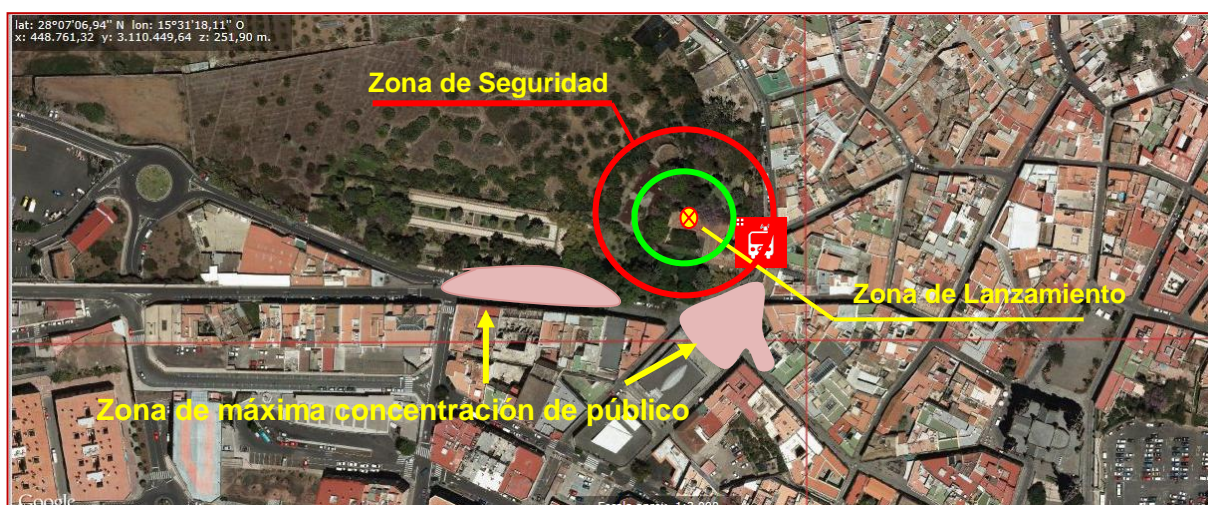 lat: 28°07'06,94'' N lon: 15°31'18,11'' O
x: 448.761,32 y: 3.110.449,64 z: 251,90 m.
Zona de Seguridad
Zona de Lanzamiento
Zona de máxima concentración de público
Google